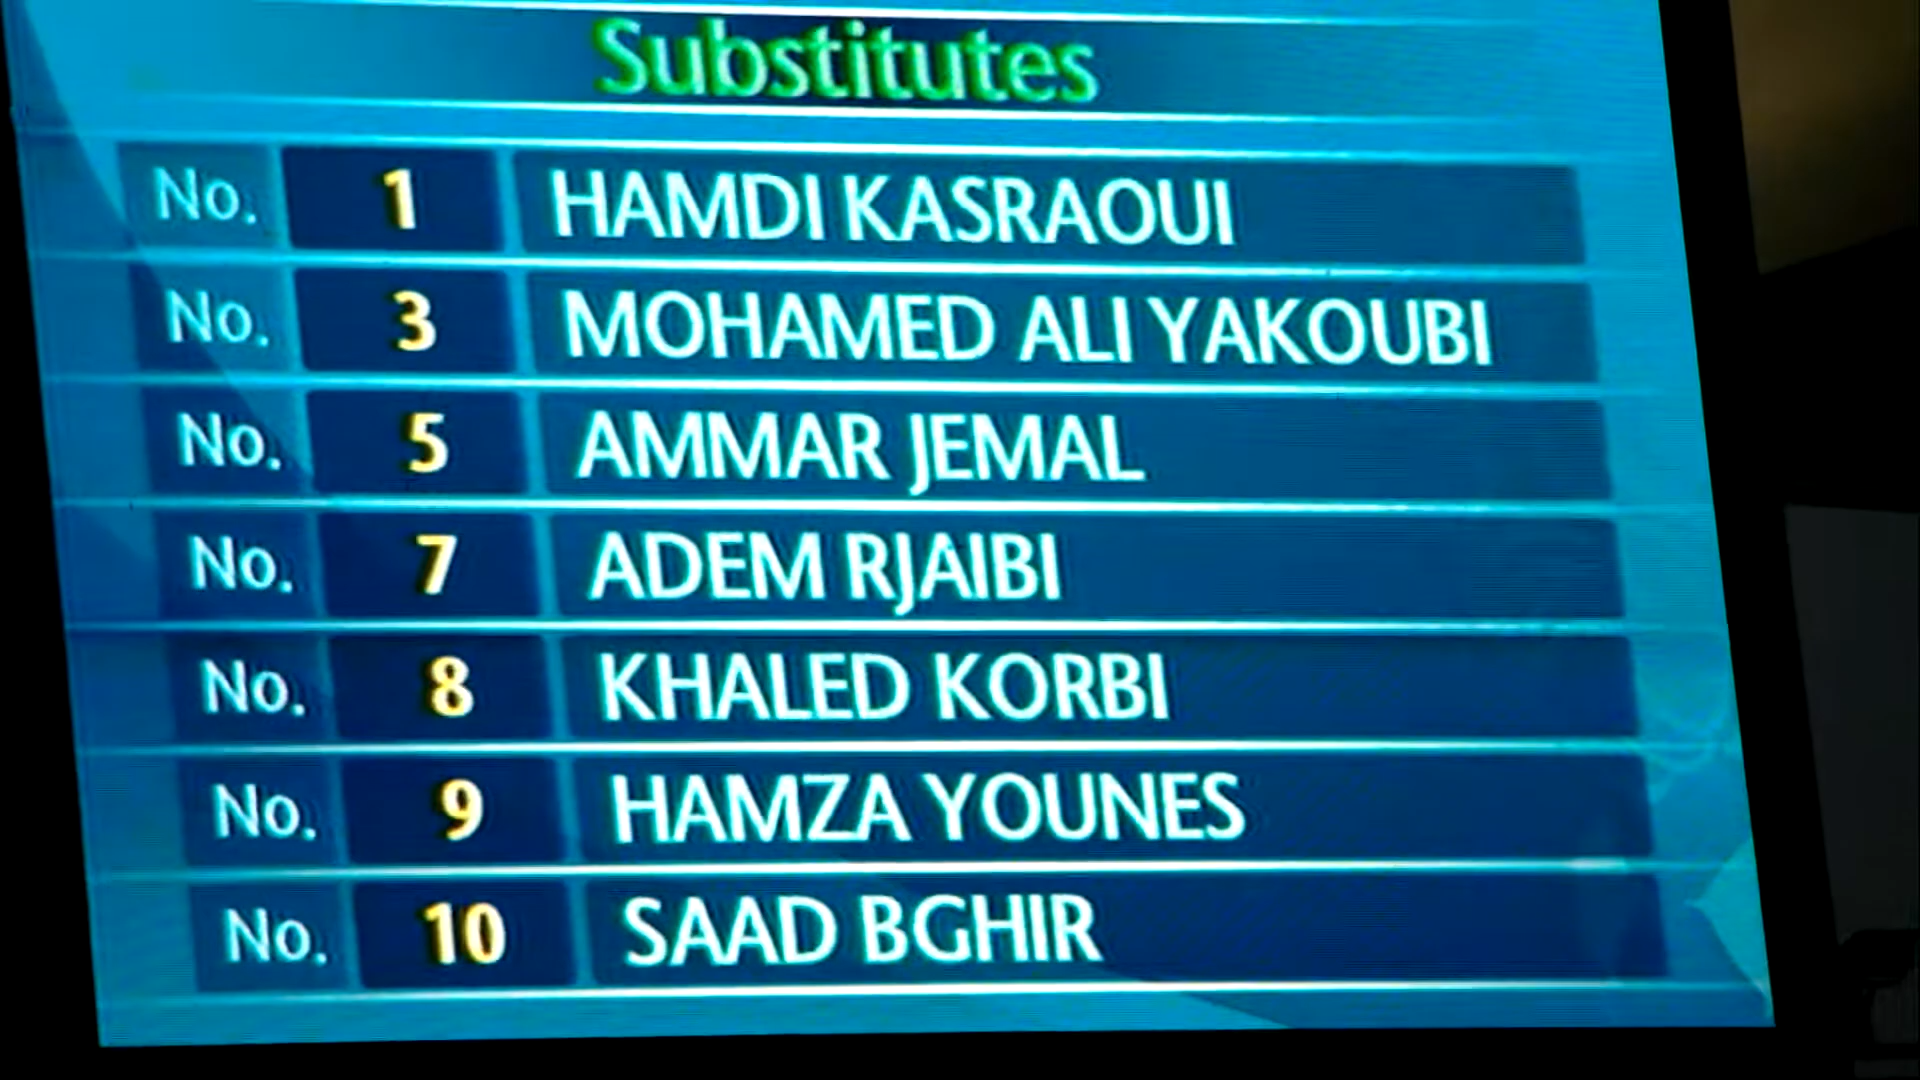 Substitutes
No. 1 HAMDI KASRAOUI
No. 3 MOHAMED ALI YAKOUBI
No. 5 AMMAR JEMAL
No. 7 ADEM RJAIBI
No. 8 KHALED KORBI
No. 9 HAMZA YOUNES
No. 10 SAAD BGHIR